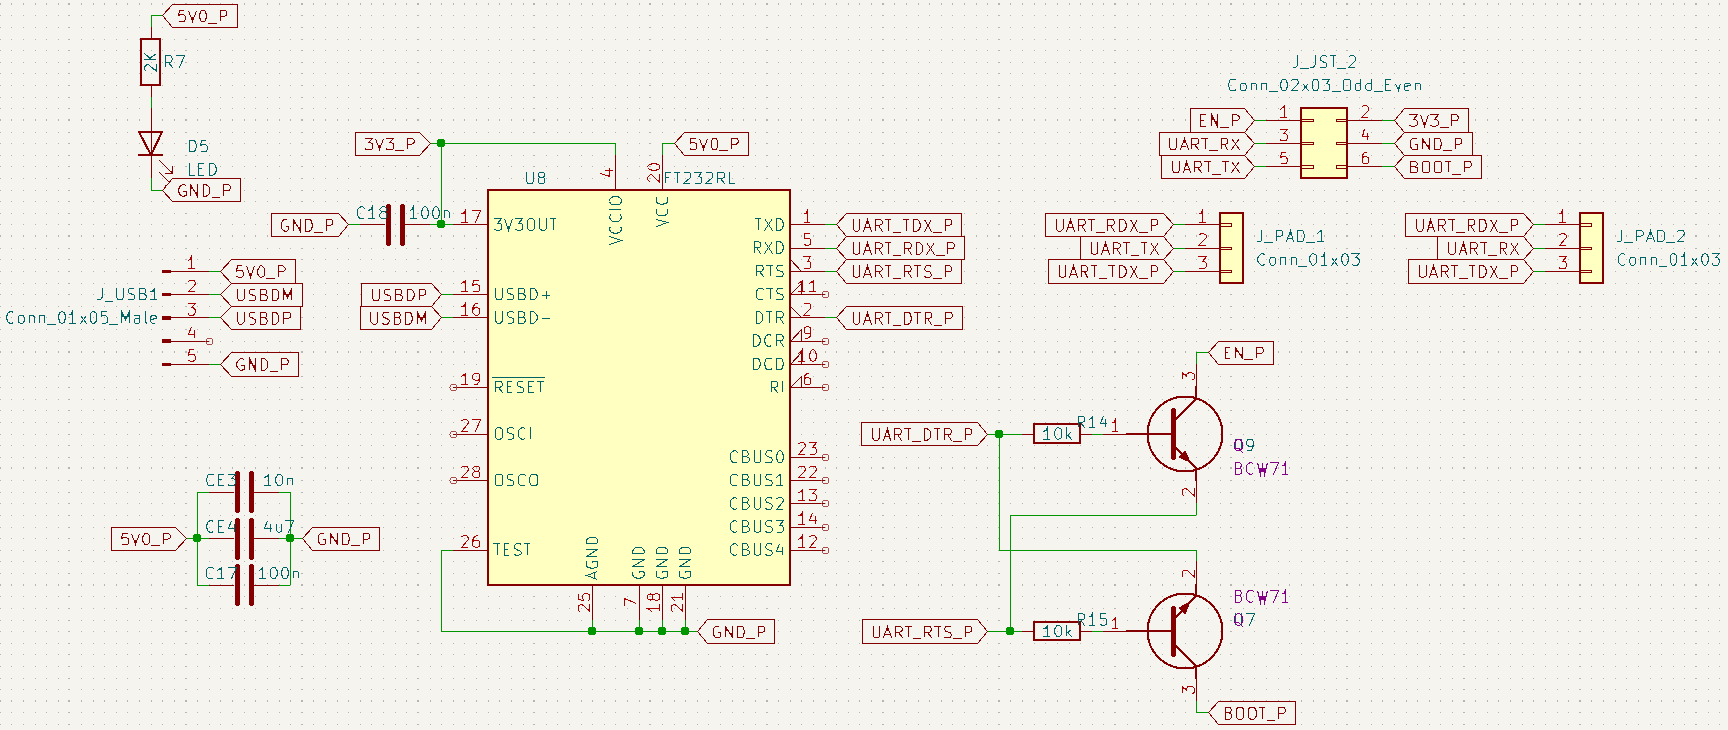 5V0_P
2K
R7
D5
LED
GND_P
3V3_P
5V0_P
GND_P
C18
100n
U8
FT232RL
4
20
17
3V3OUT
VCCIO
VCC
TXD
1
UART_TDX_P
RXD
5
UART_RDX_P
RTS
3
UART_RTS_P
CTS
11
DTR
2
UART_DTR_P
DCR
9
DCD
10
RI
6
USBDP
15
USBD+
USBDM
16
USBD-
19
RESET
27
OSCI
28
OSCO
26
TEST
CBUS0
23
CBUS1
22
CBUS2
13
CBUS3
14
CBUS4
12
AGND
GND
GND
GND
25
7
18
21
GND_P
J_USB1
Conn_01x05_Male
1
5V0_P
2
USBDM
3
USBDP
4
5
GND_P
CE3
10n
5V0_P
CE4
4u7
GND_P
C17
100n
J_JST_2
Conn_02x03_Odd_Even
EN_P
1
2
3V3_P
UART_RX
3
4
GND_P
UART_TX
5
6
BOOT_P
UART_RDX_P
1
UART_TX
2
UART_TDX_P
3
J_PAD_1
Conn_01x03
UART_RDX_P
1
UART_RX
2
UART_TDX_P
3
J_PAD_2
Conn_01x03
EN_P
3
UART_DTR_P
10k
R14
1
Q9
BCW71
2
2
BCW71
Q7
UART_RTS_P
10k
R15
1
3
BOOT_P